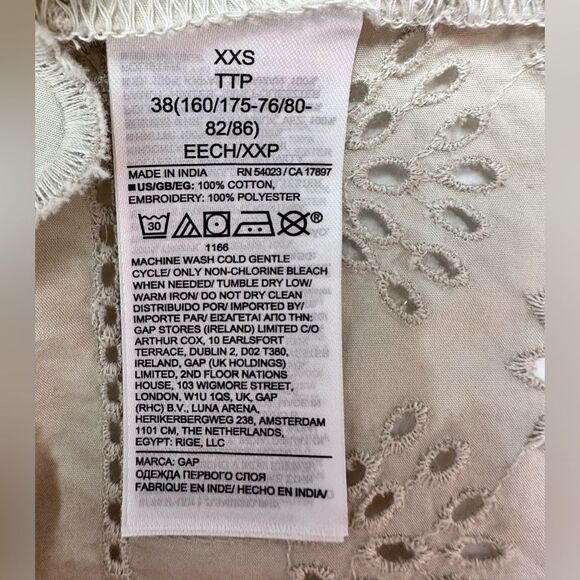 XXS
TTP
38(160/175-76/80-
82/86)
EECH/XXP
MADE IN INDIA RN 54023 / CA 17897
US/GB/EG: 100% COTTON,
EMBROIDERY: 100% POLYESTER
30 ®
1166
MACHINE WASH COLD GENTLE
CYCLE/ ONLY NON-CHLORINE BLEACH
WHEN NEEDED/ TUMBLE DRY LOW/
WARM IRON/ DO NOT DRY CLEAN
DISTRIBUIDO POR/ IMPORTED BY/
IMPORTE PAR/ ΕΙΣΑΓΕΤΑΙ ΑΠΟ ΤΗΝ:
GAP STORES (IRELAND) LIMITED C/O
ARTHUR COX, 10 EARLSFORT
TERRACE, DUBLIN 2, D02 T380,
IRELAND, GAP (UK HOLDINGS)
LIMITED, 2ND FLOOR NATIONS
HOUSE, 103 WIGMORE STREET,
LONDON, W1U 1QS, UK, GAP
(RHC) B.V., LUNA ARENA,
HERIKERBERGWEG 238, AMSTERDAM
1101 CM, THE NETHERLANDS,
EGYPT: RIGE, LLC
MARCA: GAP
ОДЕЖДА ПЕРВОГО СЛОЯ
FABRIQUE EN INDE/ HECHO EN INDIA/